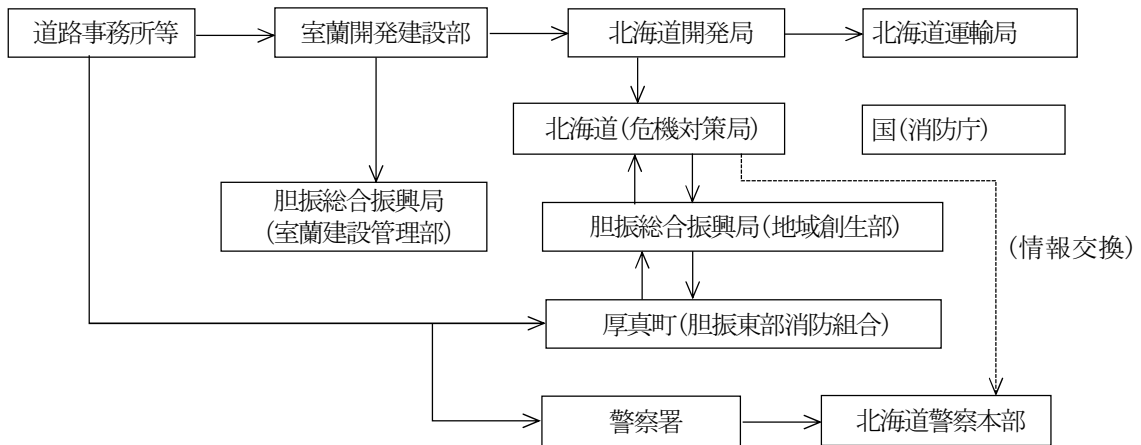 道路事務所等
室蘭開発建設部
北海道開発局
北海道運輸局
北海道(危機対策局)
国(消防庁)
胆振総合振興局
(室蘭建設管理部)
胆振総合振興局(地域創生部)
(情報交換)
厚真町(胆振東部消防組合)
警察署
北海道警察本部